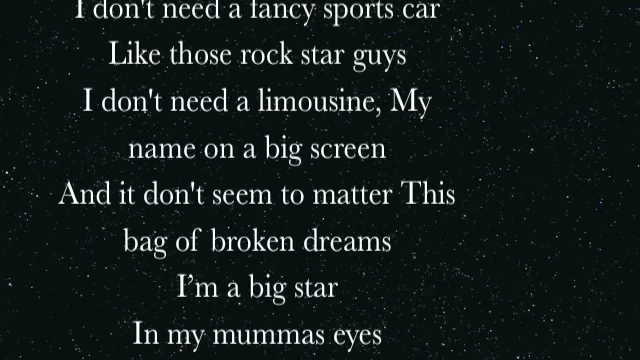 I don't need a fancy sports car
Like those rock star guys
I don't need a limousine, My
name on a big screen
And it don't seem to matter This
bag of broken dreams
I’m a big star
In my mummas eyes